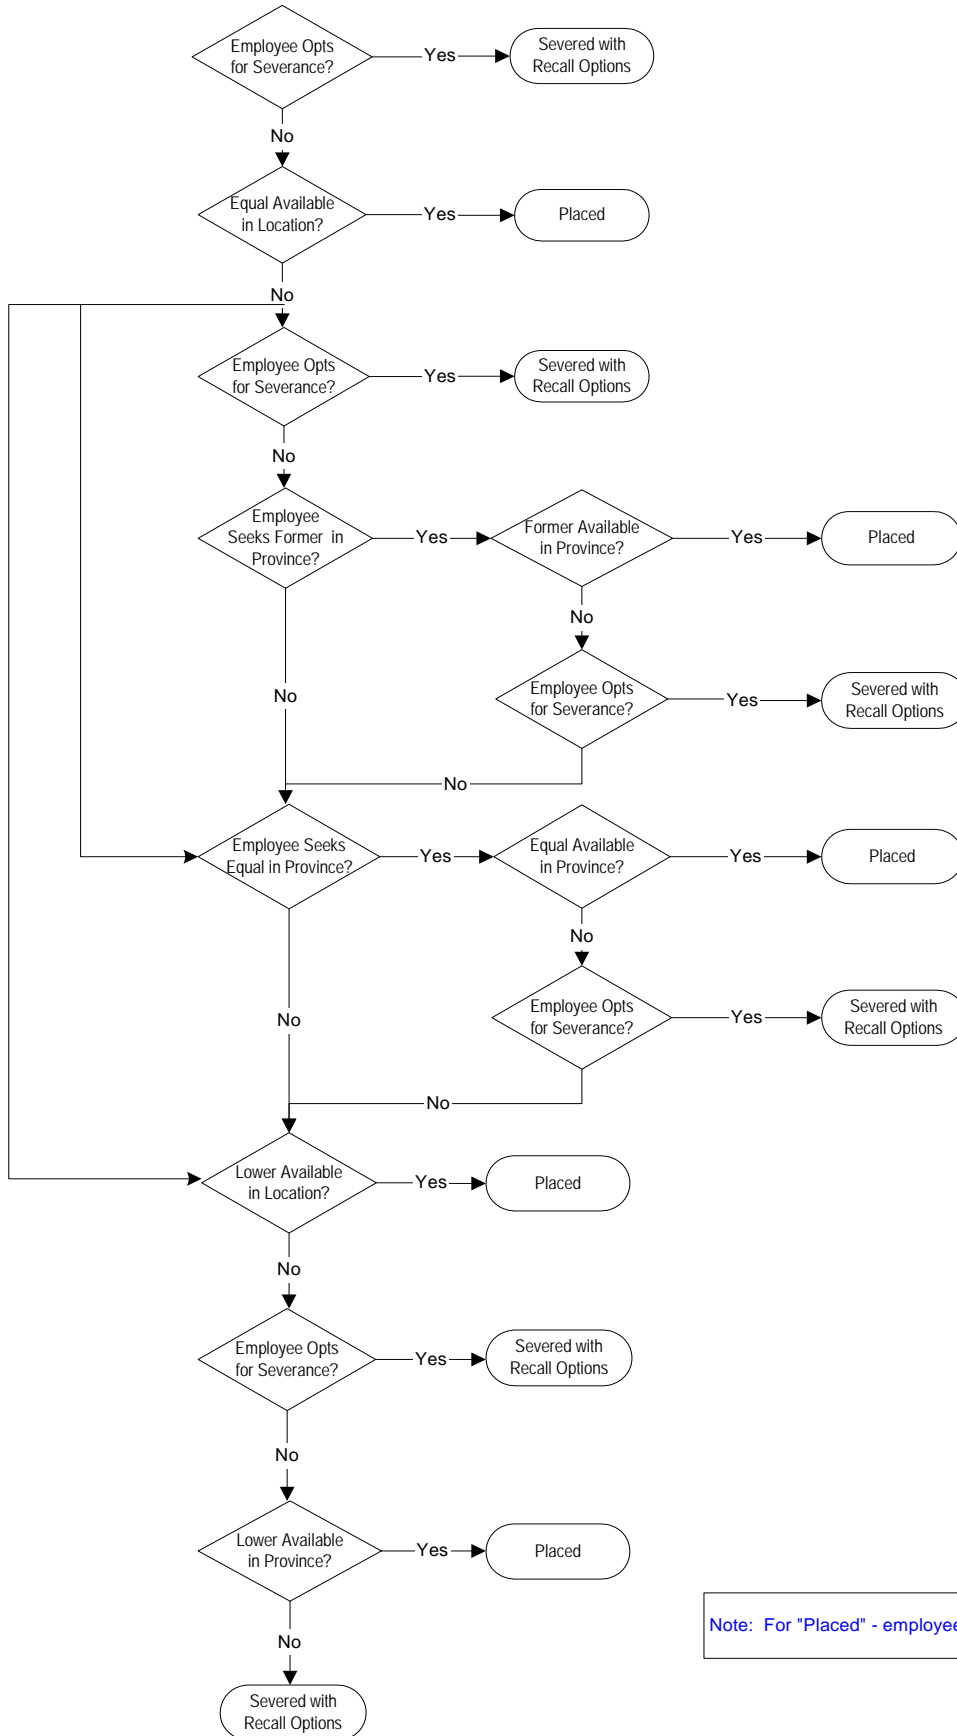 Employee Opts
for Severance?
Yes
Severed with
Recall Options
No
Equal Available
in Location?
Yes
Placed
No
Employee Opts
for Severance?
Yes
Severed with
Recall Options
No
Employee
Seeks Former in
Province?
Yes
Former Available
in Province?
Yes
Placed
No
No
Employee Opts
for Severance?
Yes
Severed with
Recall Options
No
Employee Seeks
Equal in Province?
Yes
Equal Available
in Province?
Yes
Placed
No
No
Employee Opts
for Severance?
Yes
Severed with
Recall Options
No
Lower Available
in Location?
Yes
Placed
No
Employee Opts
for Severance?
Yes
Severed with
Recall Options
No
Lower Available
in Province?
Yes
Placed
No
Severed with
Recall Options
Note: For "Placed" - employee